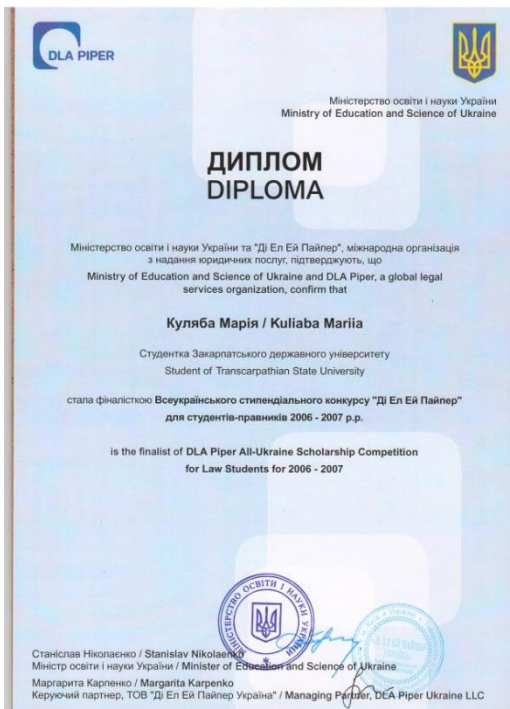 DLA PIPER
Міністерство освіти і науки України
Ministry of Education and Science of Ukraine
ДИПЛОМ
DIPLOMA
Міністерство освіти і науки України та "Ді Ел Ей Пайпер", міжнародна організація
з надання юридичних послуг, підтверджують, що
Ministry of Education and Science of Ukraine and DLA Piper, a global legal
services organization, confirm that
Куляба Марія / Kuliaba Mariia
Студентка Закарпатського державного університету
Student of Transcarpathian State University
стала фіналісткою Всеукраїнського стипендіального конкурсу "Ді Ел Ей Пайпер"
для студентів-правників 2006 - 2007 р.р.
is the finalist of DLA Piper All-Ukraine Scholarship Competition
for Law Students for 2006 - 2007
МІНІСТЕРСТВО ОСВІТИ І НАУКИ УКРАЇНИ
Станіслав Ніколаєнко / Stanislav Nikolaenko
Міністр освіти і науки України / Minister of Education and Science of Ukraine
Маргарита Карпенко / Margarita Karpenko
Керуючий партнер, ТОВ "Ді Ел Ей Пайпер Україна" / Managing Partner, DLA Piper Ukraine LLC